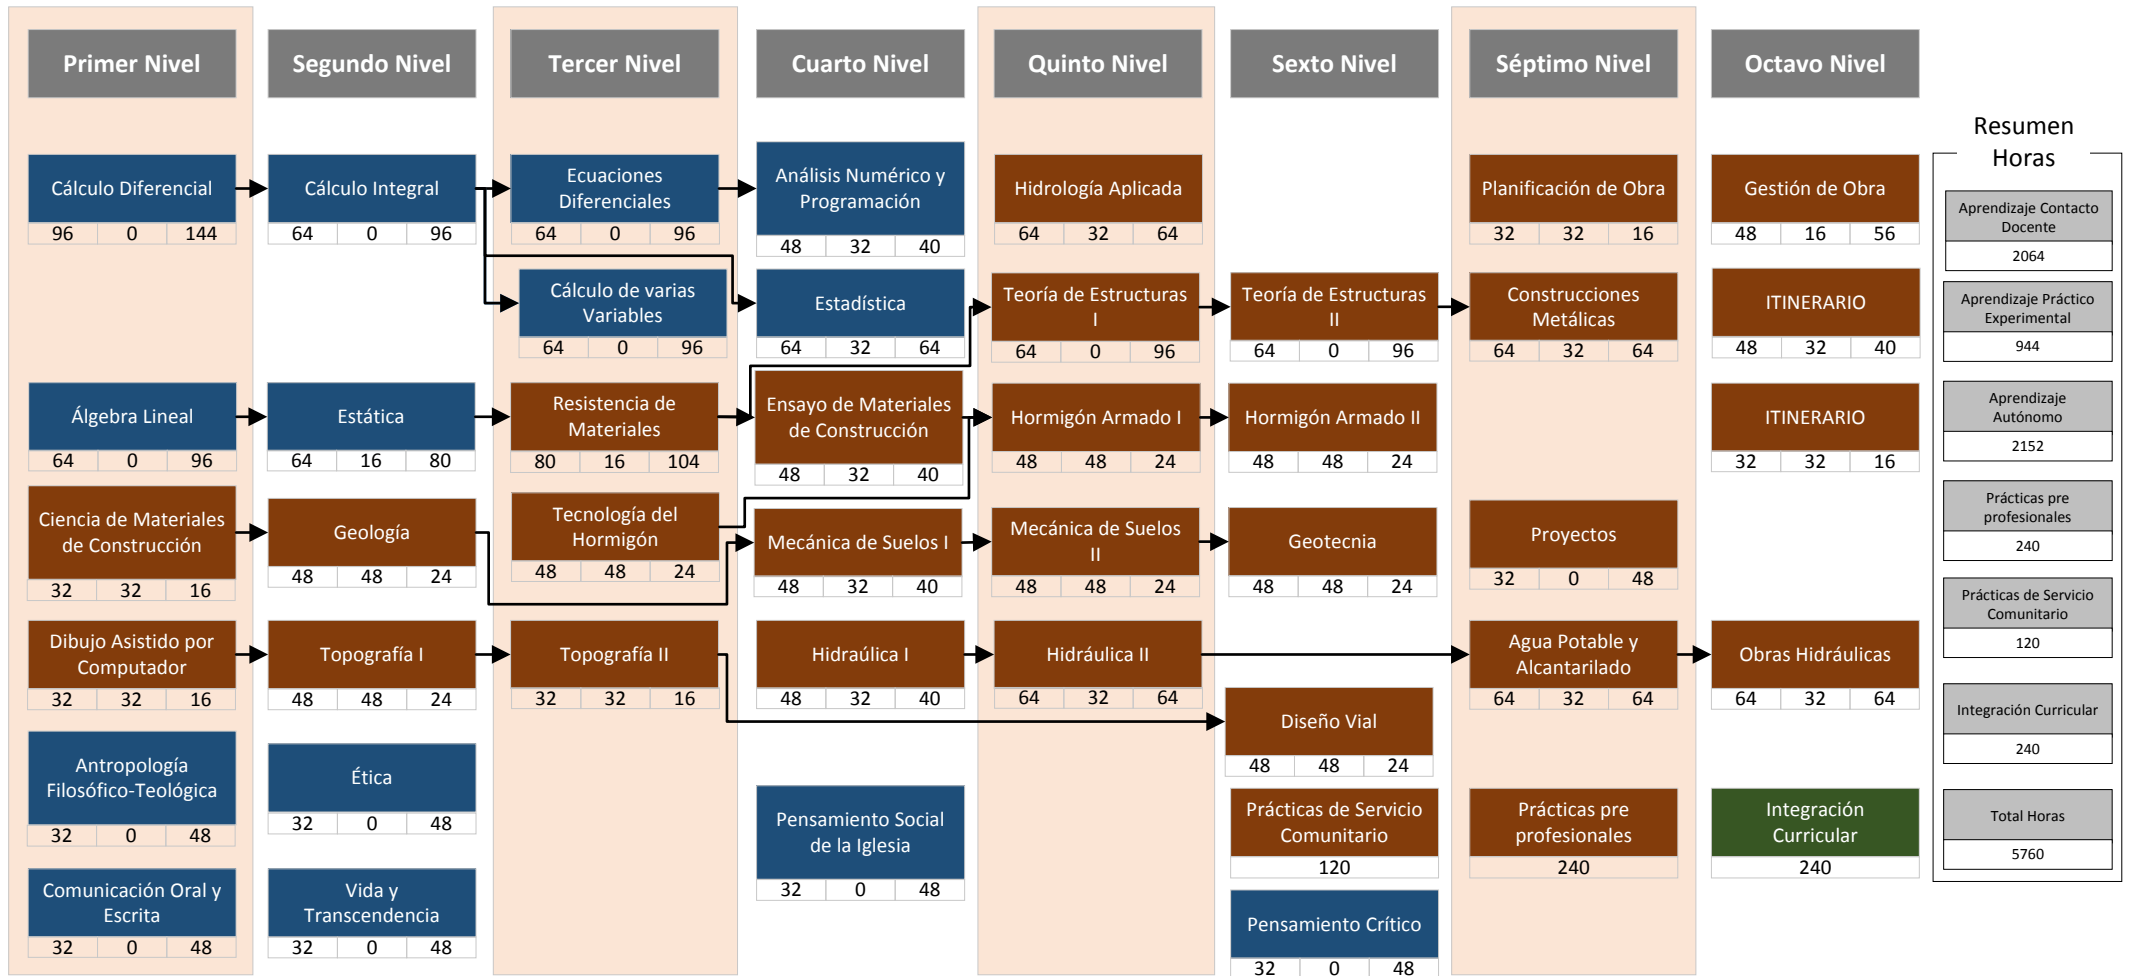 Primer Nivel
Segundo Nivel
Tercer Nivel
Cuarto Nivel
Quinto Nivel
Sexto Nivel
Séptimo Nivel
Octavo Nivel
Cálculo Diferencial
96 0 144
Álgebra Lineal
64 0 96
Ciencia de Materiales
de Construcción
32 32 16
Dibujo Asistido por
Computador
32 32 16
Antropología
Filosófico-Teológica
32 0 48
Comunicación Oral y
Escrita
32 0 48
Cálculo Integral
64 0 96
Estática
64 16 80
Geología
48 48 24
Topografía I
48 48 24
Ética
32 0 48
Vida y
Transcendencia
32 0 48
Ecuaciones
Diferenciales
64 0 96
Cálculo de varias
Variables
64 0 96
Resistencia de
Materiales
80 16 104
Tecnología del
Hormigón
48 48 24
Topografía II
32 32 16
Análisis Numérico y
Programación
48 32 40
Estadística
64 32 64
Ensayo de Materiales
de Construcción
48 32 40
Mecánica de Suelos I
48 32 40
Hidraúlica I
48 32 40
Pensamiento Social
de la Iglesia
32 0 48
Hidrología Aplicada
64 32 64
Teoría de Estructuras
I
64 0 96
Hormigón Armado I
48 48 24
Mecánica de Suelos
II
48 48 24
Hidráulica II
64 32 64
Teoría de Estructuras
II
64 0 96
Hormigón Armado II
48 48 24
Geotecnia
48 48 24
Diseño Vial
48 48 24
Prácticas de Servicio
Comunitario
120
Pensamiento Crítico
32 0 48
Planificación de Obra
32 32 16
Construcciones
Metálicas
64 32 64
Proyectos
32 0 48
Agua Potable y
Alcantarilado
64 32 64
Prácticas pre
profesionales
240
Gestión de Obra
48 16 56
ITINERARIO
48 32 40
ITINERARIO
32 32 16
Obras Hidráulicas
64 32 64
Integración
Curricular
240
Resumen
Horas
Aprendizaje Contacto
Docente
2064
Aprendizaje Práctico
Experimental
944
Aprendizaje
Autónomo
2152
Prácticas pre
profesionales
240
Prácticas de Servicio
Comunitario
120
Integración Curricular
240
Total Horas
5760